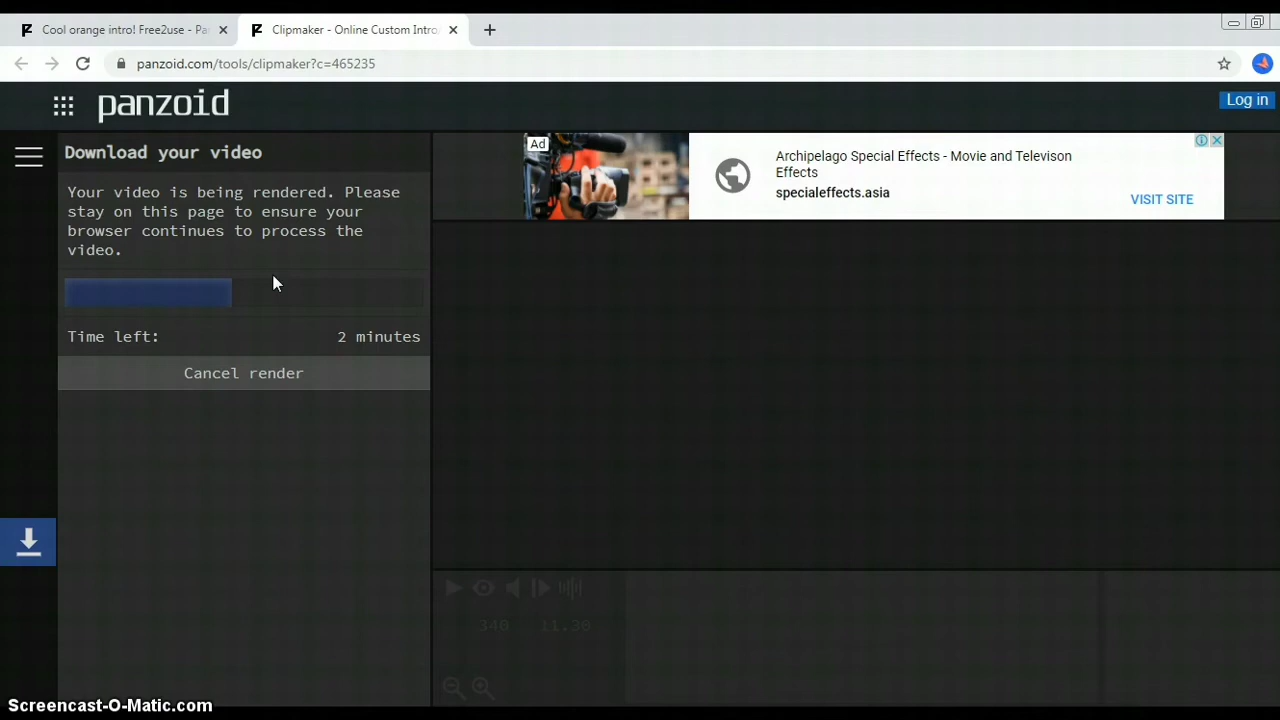 Cool orange intro! Free2use - Pa
Clipmaker - Online Custom Intro
panzoid.com/tools/clipmaker?c=465235
panzoid
Log in
Download your video
Your video is being rendered. Please
stay on this page to ensure your
browser continues to process the
video.
Time left: 2 minutes
Cancel render
Ad
Archipelago Special Effects - Movie and Televison
Effects
specialeffects.asia
VISIT SITE
340 11.30
Screencast-O-Matic.com